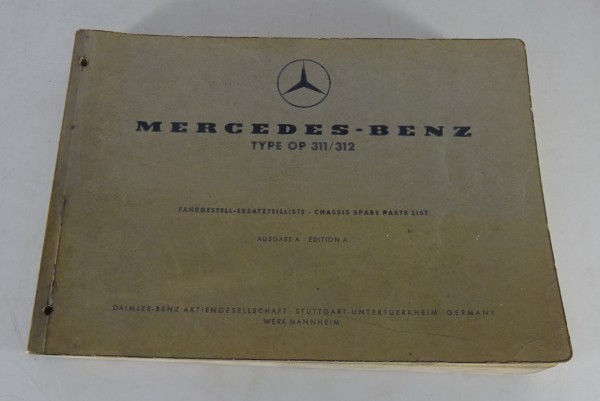 MERCEDES-BENZ
TYPE OP 311/312
FAHRGESTELL-ERSATZTEILLISTE · CHASSIS SPARE PARTS LIST
AUSGABE A · EDITION A
DAIMLER-BENZ AKTIENGESELLSCHAFT · STUTTGART-UNTERTUERKHEIM · GERMANY
WERK MANNHEIM